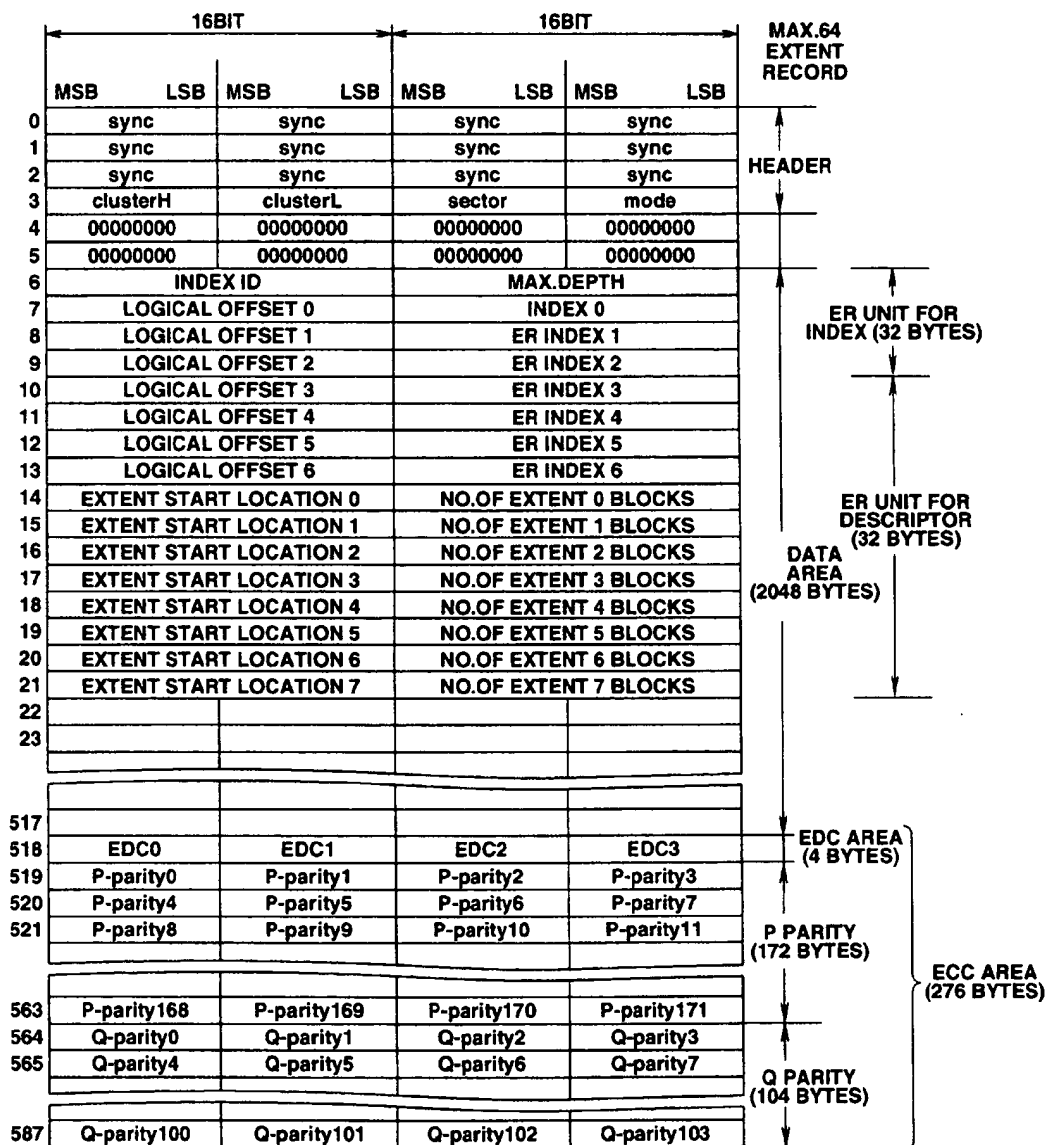 16BIT 16BIT
MAX.64
EXTENT
RECORD
MSB LSB MSB LSB MSB LSB MSB LSB
0 sync sync sync sync
1 sync sync sync sync
2 sync sync sync sync
HEADER
3 clusterH clusterL sector mode
4 00000000 00000000 00000000 00000000
5 00000000 00000000 00000000 00000000
6 INDEX ID MAX.DEPTH
7 LOGICAL OFFSET 0 INDEX 0
8 LOGICAL OFFSET 1 ER INDEX 1
9 LOGICAL OFFSET 2 ER INDEX 2
ER UNIT FOR
INDEX (32 BYTES)
10 LOGICAL OFFSET 3 ER INDEX 3
11 LOGICAL OFFSET 4 ER INDEX 4
12 LOGICAL OFFSET 5 ER INDEX 5
13 LOGICAL OFFSET 6 ER INDEX 6
14 EXTENT START LOCATION 0 NO.OF EXTENT 0 BLOCKS
15 EXTENT START LOCATION 1 NO.OF EXTENT 1 BLOCKS
16 EXTENT START LOCATION 2 NO.OF EXTENT 2 BLOCKS
17 EXTENT START LOCATION 3 NO.OF EXTENT 3 BLOCKS
18 EXTENT START LOCATION 4 NO.OF EXTENT 4 BLOCKS
19 EXTENT START LOCATION 5 NO.OF EXTENT 5 BLOCKS
20 EXTENT START LOCATION 6 NO.OF EXTENT 6 BLOCKS
21 EXTENT START LOCATION 7 NO.OF EXTENT 7 BLOCKS
ER UNIT FOR
DESCRIPTOR
(32 BYTES)
DATA
AREA
(2048 BYTES)
22
23
517
518 EDC0 EDC1 EDC2 EDC3
EDC AREA
(4 BYTES)
519 P-parity0 P-parity1 P-parity2 P-parity3
520 P-parity4 P-parity5 P-parity6 P-parity7
521 P-parity8 P-parity9 P-parity10 P-parity11
P PARITY
(172 BYTES)
ECC AREA
(276 BYTES)
563 P-parity168 P-parity169 P-parity170 P-parity171
564 Q-parity0 Q-parity1 Q-parity2 Q-parity3
565 Q-parity4 Q-parity5 Q-parity6 Q-parity7
Q PARITY
(104 BYTES)
587 Q-parity100 Q-parity101 Q-parity102 Q-parity103